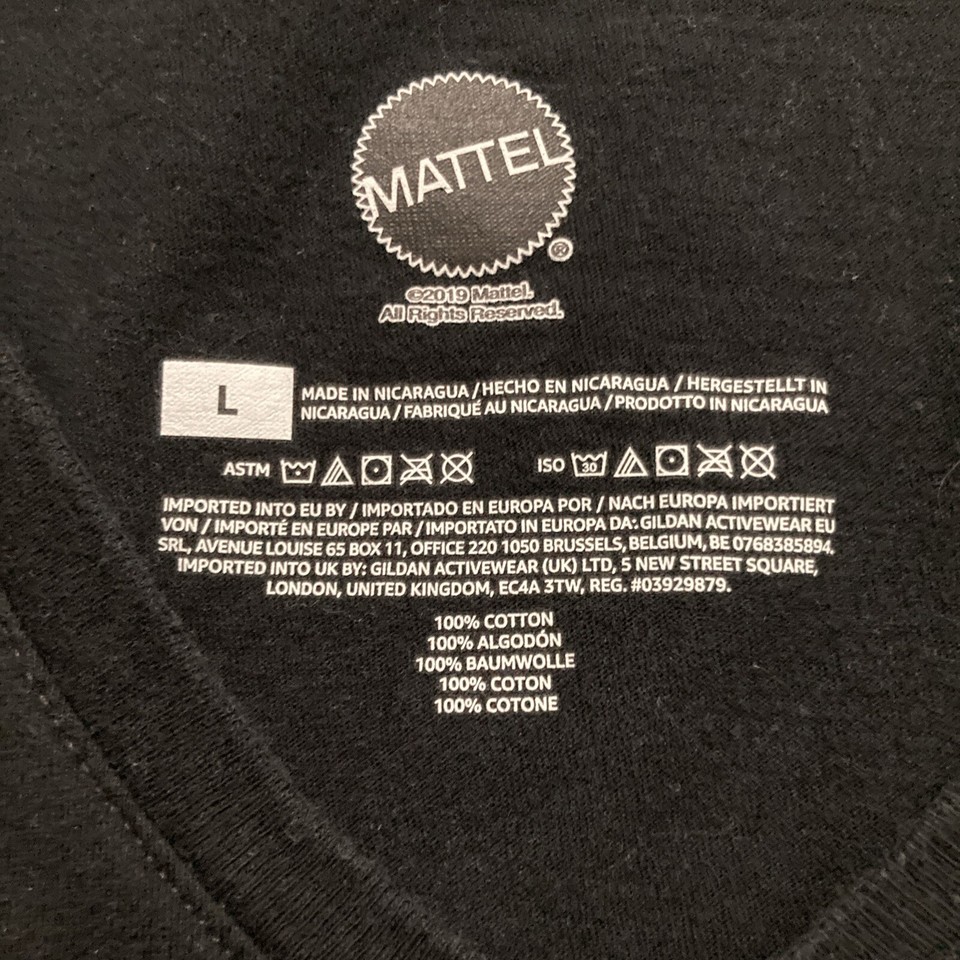 MATTEL
®
©2019 Mattel.
All Rights Reserved.
L
MADE IN NICARAGUA / HECHO EN NICARAGUA / HERGESTELLT IN
NICARAGUA / FABRIQUÉ AU NICARAGUA / PRODOTTO IN NICARAGUA
ASTM
ISO 30
IMPORTED INTO EU BY / IMPORTADO EN EUROPA POR / NACH EUROPA IMPORTIERT
VON / IMPORTÉ EN EUROPE PAR / IMPORTATO IN EUROPA DA: GILDAN ACTIVEWEAR EU
SRL, AVENUE LOUISE 65 BOX 11, OFFICE 220 1050 BRUSSELS, BELGIUM, BE 0768385894.
IMPORTED INTO UK BY: GILDAN ACTIVEWEAR (UK) LTD, 5 NEW STREET SQUARE,
LONDON, UNITED KINGDOM, EC4A 3TW, REG. #03929879.
100% COTTON
100% ALGODÓN
100% BAUMWOLLE
100% COTON
100% COTONE